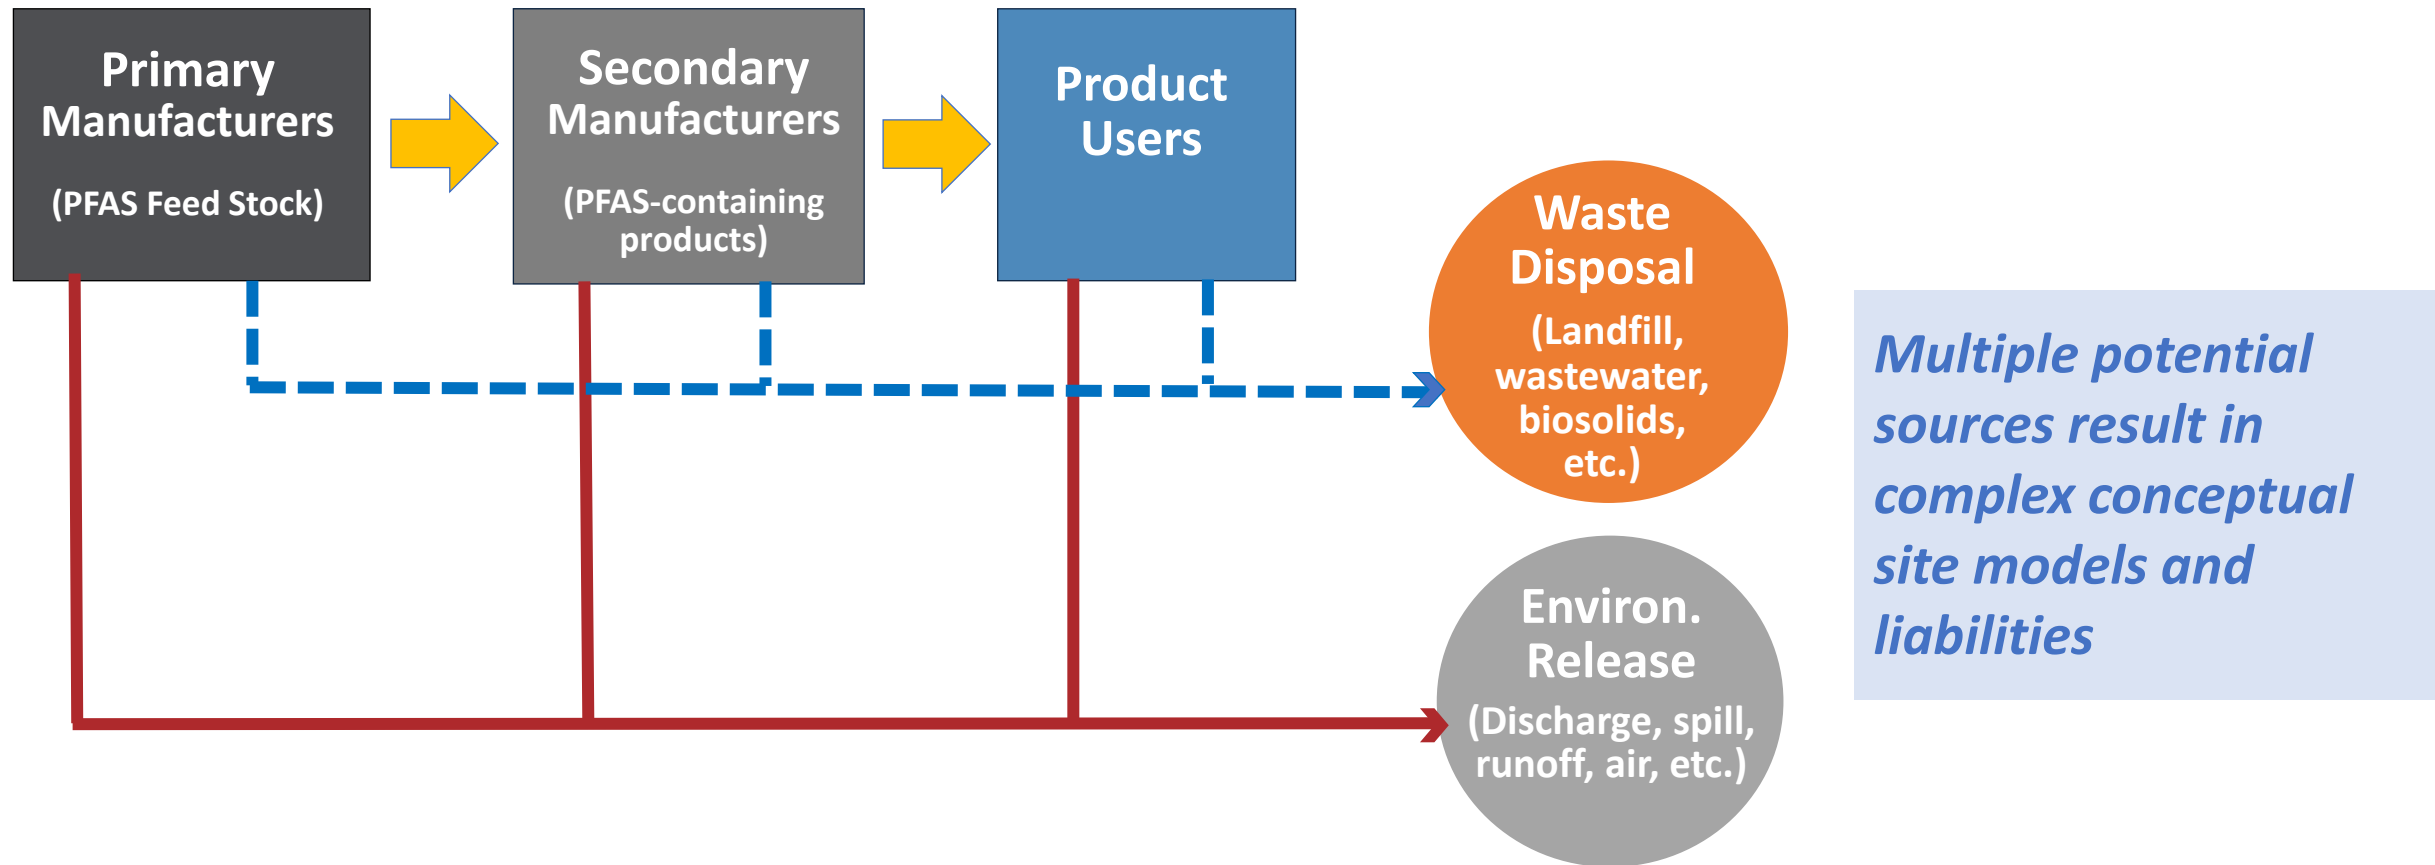 Primary
Manufacturers
(PFAS Feed Stock)
Secondary
Manufacturers
(PFAS-containing
products)
Product
Users
Waste
Disposal
(Landfill,
wastewater,
biosolids,
etc.)
Environ.
Release
(Discharge, spill,
runoff, air, etc.)
Multiple potential
sources result in
complex conceptual
site models and
liabilities